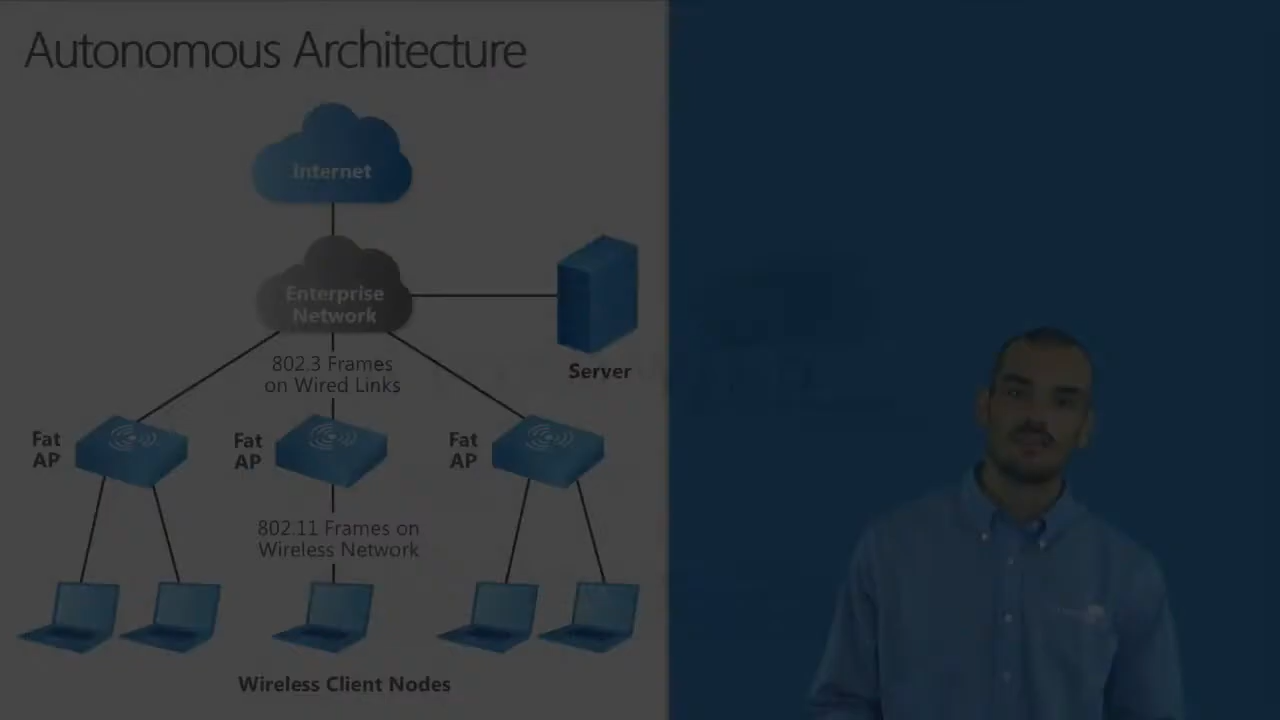 Autonomous Architecture
Internet
Enterprise
Network
802.3 Frames
on Wired Links
Server
Fat
AP
Fat
AP
Fat
AP
802.11 Frames on
Wireless Network
Wireless Client Nodes